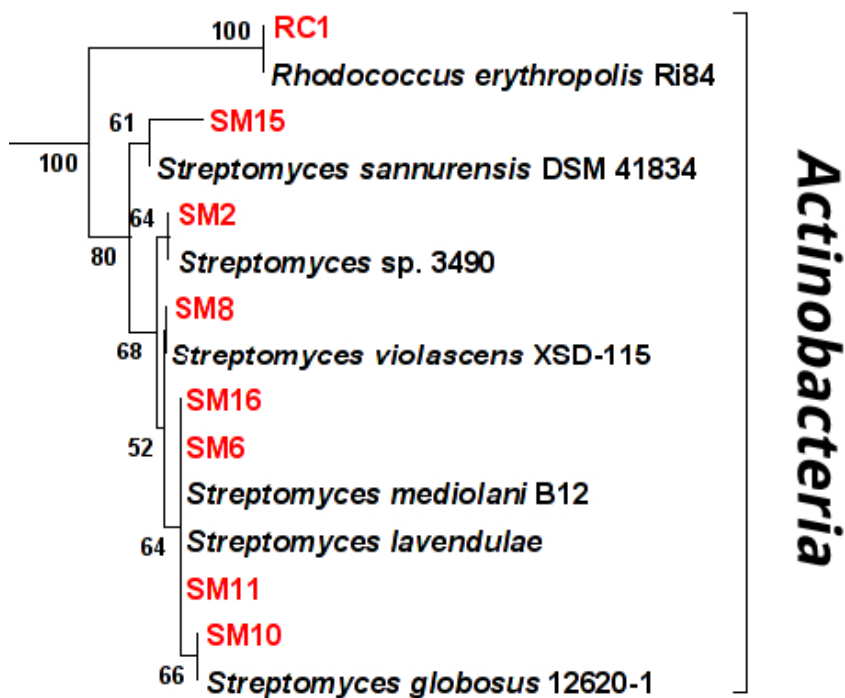 100
RC1
Rhodococcus erythropolis Ri84
61
SM15
100
Streptomyces sannurensis DSM 41834
64
SM2
80
Streptomyces sp. 3490
SM8
68
Streptomyces violascens XSD-115
SM16
52
SM6
Streptomyces mediolani B12
64
Streptomyces lavendulae
SM11
SM10
66
Streptomyces globosus 12620-1
Actinobacteria